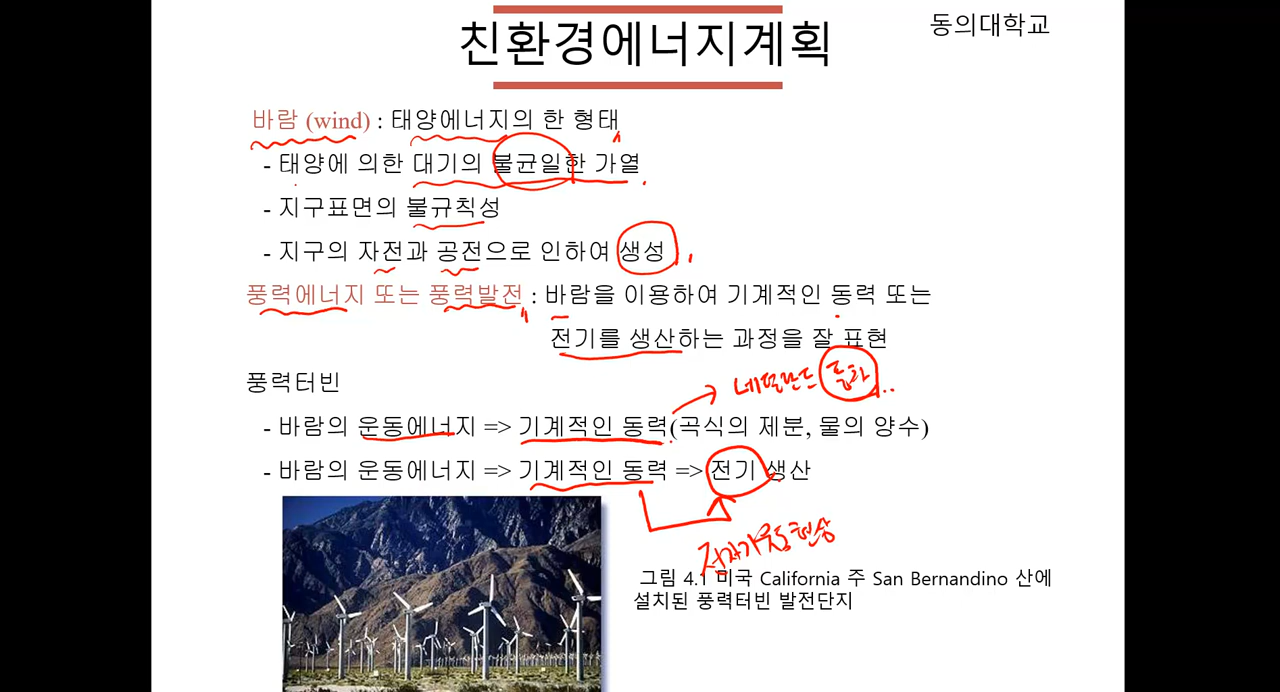 동의대학교
친환경에너지계획
바람 (wind) : 태양에너지의 한 형태
- 태양에 의한 대기의 불균일한 가열
- 지구표면의 불규칙성
- 지구의 자전과 공전으로 인하여 생성
풍력에너지 또는 풍력발전 : 바람을 이용하여 기계적인 동력 또는
전기를 생산하는 과정을 잘 표현
풍력터빈
네덜란드 풍차
- 바람의 운동에너지 => 기계적인 동력(곡식의 제분, 물의 양수)
- 바람의 운동에너지 => 기계적인 동력 => 전기 생산
전자기유도현상
그림 4.1 미국 California 주 San Bernandino 산에
설치된 풍력터빈 발전단지